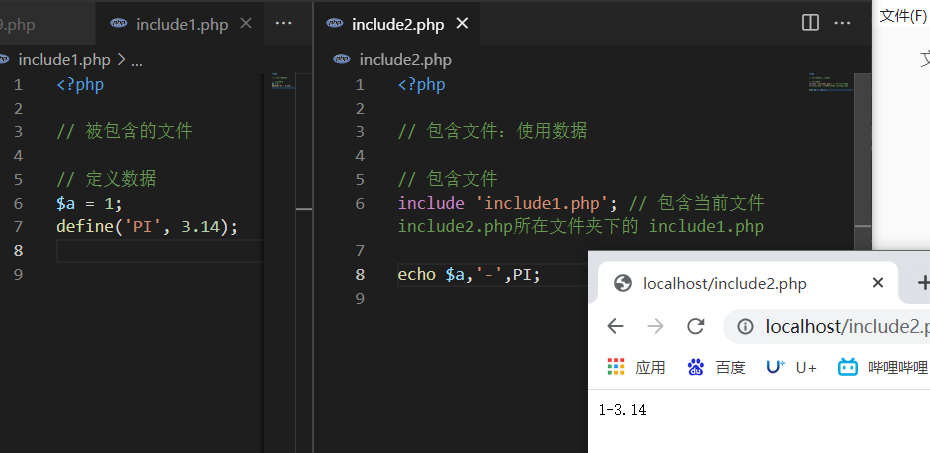 9.php
include1.php
include1.php > ...
1 <?php
2
3 // 被包含的文件
4
5 // 定义数据
6 $a = 1;
7 define('PI', 3.14);
8
9
include2.php
include2.php
1 <?php
2
3 // 包含文件：使用数据
4
5 // 包含文件
6 include 'include1.php'; // 包含当前文件
include2.php所在文件夹下的 include1.php
7
8 echo $a,'-',PI;
9
文件(F)
localhost/include2.php
localhost/include2.p
应用 百度 U+ 哔哩哔哩
1-3.14